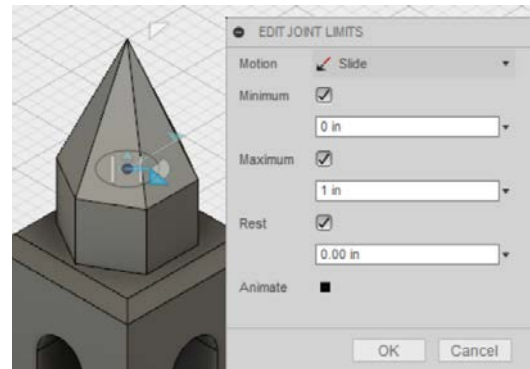 EDIT JOINT LIMITS
Motion Slide
Minimum
0 in
Maximum
1 in
Rest
0.00 in
Animate
OK Cancel